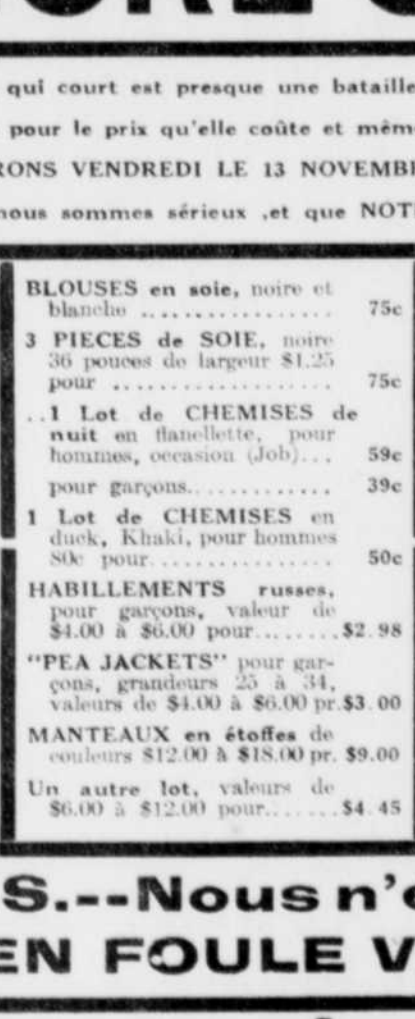 qui court est presque une bataille
pour le prix qu'elle coûte et mêm
RONS VENDREDI LE 13 NOVEMB
nous sommes sérieux ,et que NOT
BLOUSES en soie, noire et
blanche ................. 75c
3 PIECES de SOIE, noire
36 pouces de largeur $1.25
pour .................... 75c
..1 Lot de CHEMISES de
nuit en flanellette, pour
hommes, occasion (Job)... 59c
pour garçons............. 39c
1 Lot de CHEMISES en
duck, Khaki, pour hommes
80c pour................. 50c
HABILLEMENTS russes,
pour garçons, valeur de
$4.00 à $6.00 pour........$2.98
"PEA JACKETS" pour gar-
çons, grandeurs 25 à 34,
valeurs de $4.00 à $6.00 pr.$3.00
MANTEAUX en étoffes de
couleurs $12.00 à $18.00 pr. $9.00
Un autre lot, valeurs de
$6.00 à $12.00 pour.......$4.45
S.--Nous n'
EN FOULE V